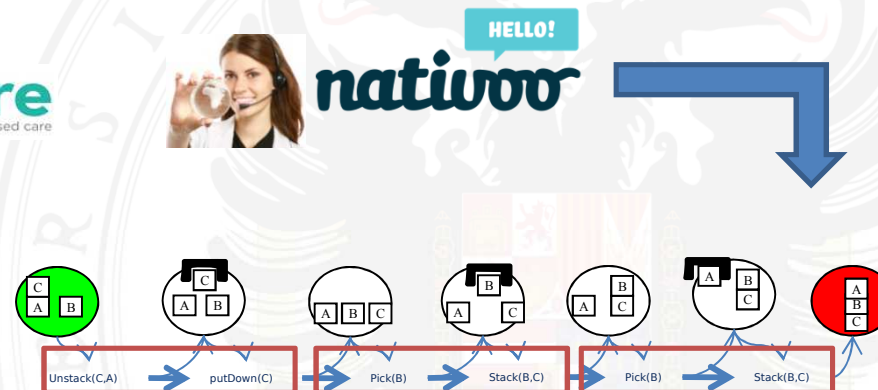 HELLO!
nativoo
re
sed care
C
A B
C
A B
A B C
B
A C
B
A C
A B
C
A
B
C
Unstack(C,A) putDown(C) Pick(B) Stack(B,C) Pick(B) Stack(B,C)